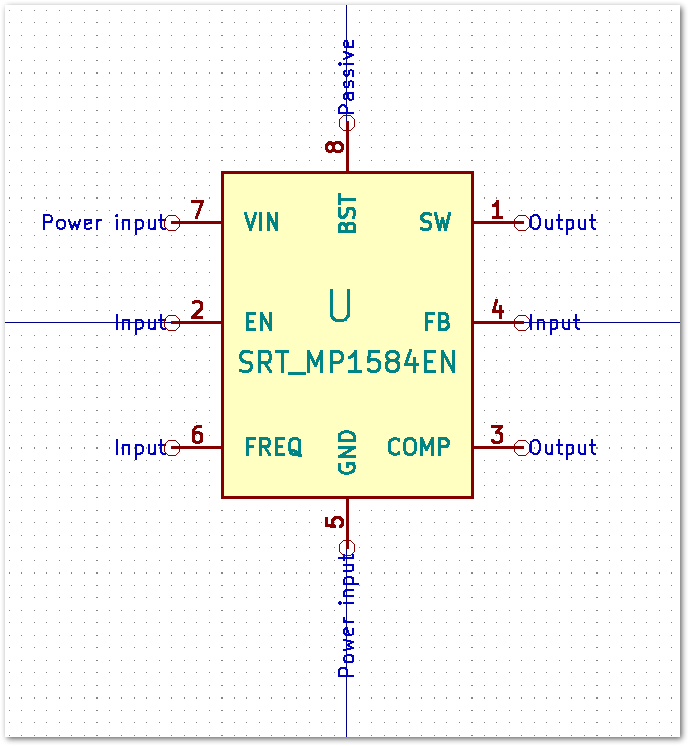 Passive
8
Power input 7 VIN BST SW 1 Output
Input 2 EN U FB 4 Input
SRT_MP1584EN
Input 6 FREQ GND COMP 3 Output
5
Power input